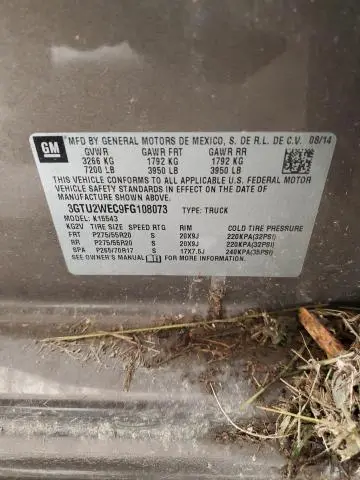 GM
MFD BY GENERAL MOTORS DE MEXICO, S. DE R.L. DE C.V. 08/14
GVWR GAWR FRT GAWR RR
3266 KG 1792 KG 1792 KG
7200 LB 3950 LB 3950 LB
THIS VEHICLE CONFORMS TO ALL APPLICABLE U.S. FEDERAL MOTOR
VEHICLE SAFETY AND THEFT PREVENTION STANDARDS IN EFFECT ON
THE DATE OF MANUFACTURE SHOWN ABOVE.
3GTU2WEC9FG108073 TYPE: TRUCK
MODEL: K15543
KG2V TIRE SIZE SPEED RTG RIM COLD TIRE PRESSURE
FRT P275/55R20 S 20X9J 220KPA(32PSI)
RR P275/55R20 S 20X9J 220KPA(32PSI)
SPA P265/70R17 S 17X7.5J 240KPA(35PSI)
SEE OWNER'S MANUAL FOR MORE INFORMATION.